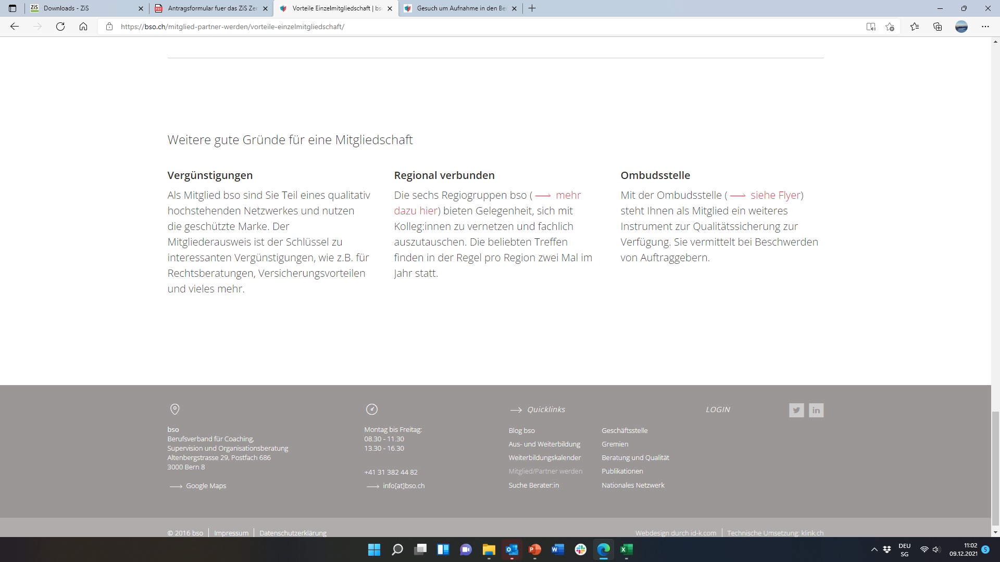 Downloads - ZiS
Antragsformular fuer das ZiS Zer
Vorteile Einzelmitgliedschaft | bs
Gesuch um Aufnahme in den Be
https://bso.ch/mitglied-partner-werden/vorteile-einzelmitgliedschaft/
Weitere gute Gründe für eine Mitgliedschaft
Vergünstigungen
Als Mitglied bso sind Sie Teil eines qualitativ
hochstehenden Netzwerkes und nutzen
die geschützte Marke. Der
Mitgliederausweis ist der Schlüssel zu
interessanten Vergünstigungen, wie z.B. für
Rechtsberatungen, Versicherungsvorteilen
und vieles mehr.
Regional verbunden
Die sechs Regiogruppen bso (⟶ mehr
dazu hier) bieten Gelegenheit, sich mit
Kolleg:innen zu vernetzen und fachlich
auszutauschen. Die beliebten Treffen
finden in der Regel pro Region zwei Mal im
Jahr statt.
Ombudsstelle
Mit der Ombudsstelle (⟶ siehe Flyer)
steht Ihnen als Mitglied ein weiteres
Instrument zur Qualitätssicherung zur
Verfügung. Sie vermittelt bei Beschwerden
von Auftraggebern.
bso
Berufsverband für Coaching,
Supervision und Organisationsberatung
Altenbergstrasse 29, Postfach 686
3000 Bern 8
⟶ Google Maps
Montag bis Freitag:
08.30 - 11.30
13.30 - 16.30
+41 31 382 44 82
⟶ info[at]bso.ch
⟶ Quicklinks
Blog bso
Aus- und Weiterbildung
Weiterbildungskalender
Mitglied/Partner werden
Suche Berater:in
Geschäftsstelle
Gremien
Beratung und Qualität
Publikationen
Nationales Netzwerk
LOGIN
© 2016 bso | Impressum | Datenschutzerklärung
Webdesign durch id-k.com | Technische Umsetzung: klink.ch
DEU
SG
11:02
09.12.2021
5